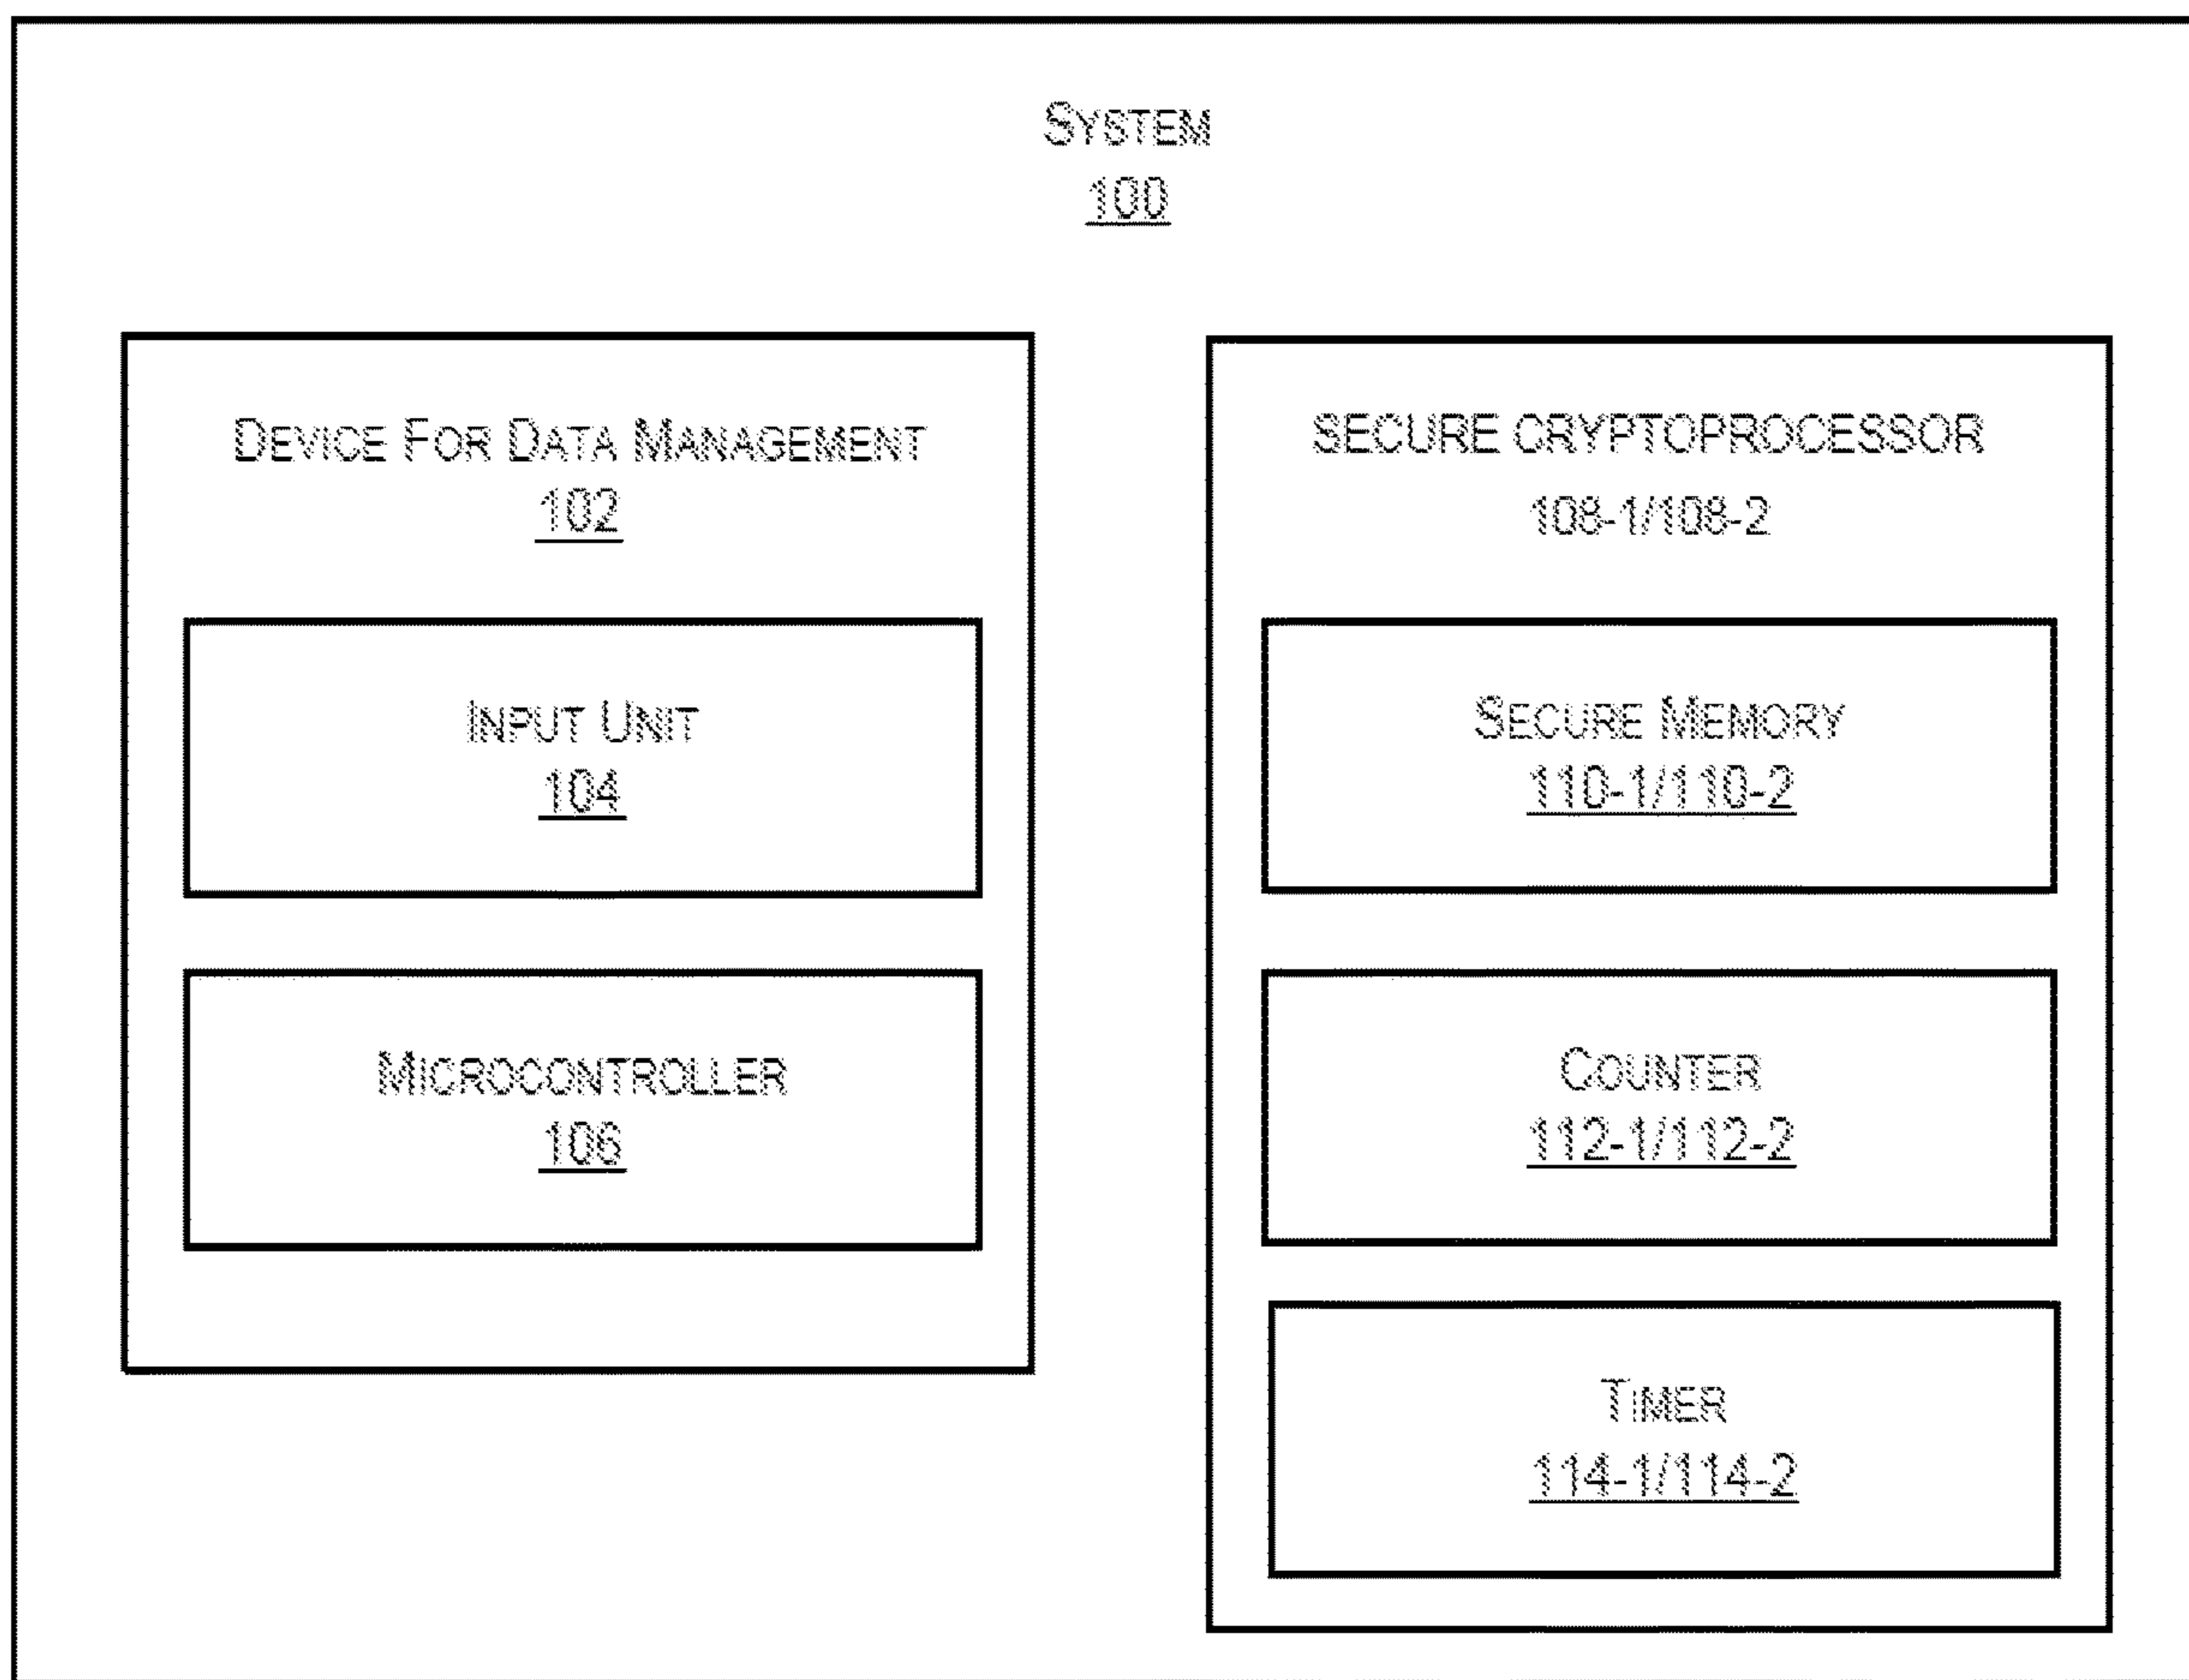 SYSTEM
100
DEVICE FOR DATA MANAGEMENT
102
INPUT UNIT
104
MICROCONTROLLER
106
SECURE CRYPTOPROCESSOR
108-1/108-2
SECURE MEMORY
110-1/110-2
COUNTER
112-1/112-2
TIMER
114-1/114-2